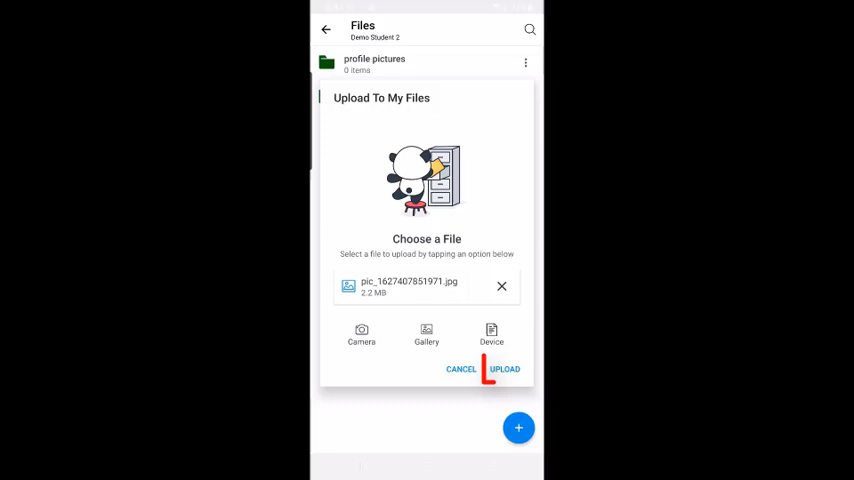 Files
Demo Student 2
profile pictures
0 items
Upload To My Files
Choose a File
Select a file to upload by tapping an option below
pic_1627407851971.jpg
2.2 MB
Camera Gallery Device
CANCEL UPLOAD